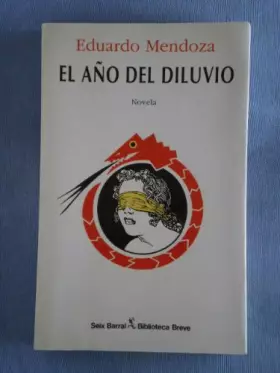 Eduardo Mendoza
EL AÑO DEL DILUVIO
Novela
Seix Barral Biblioteca Breve